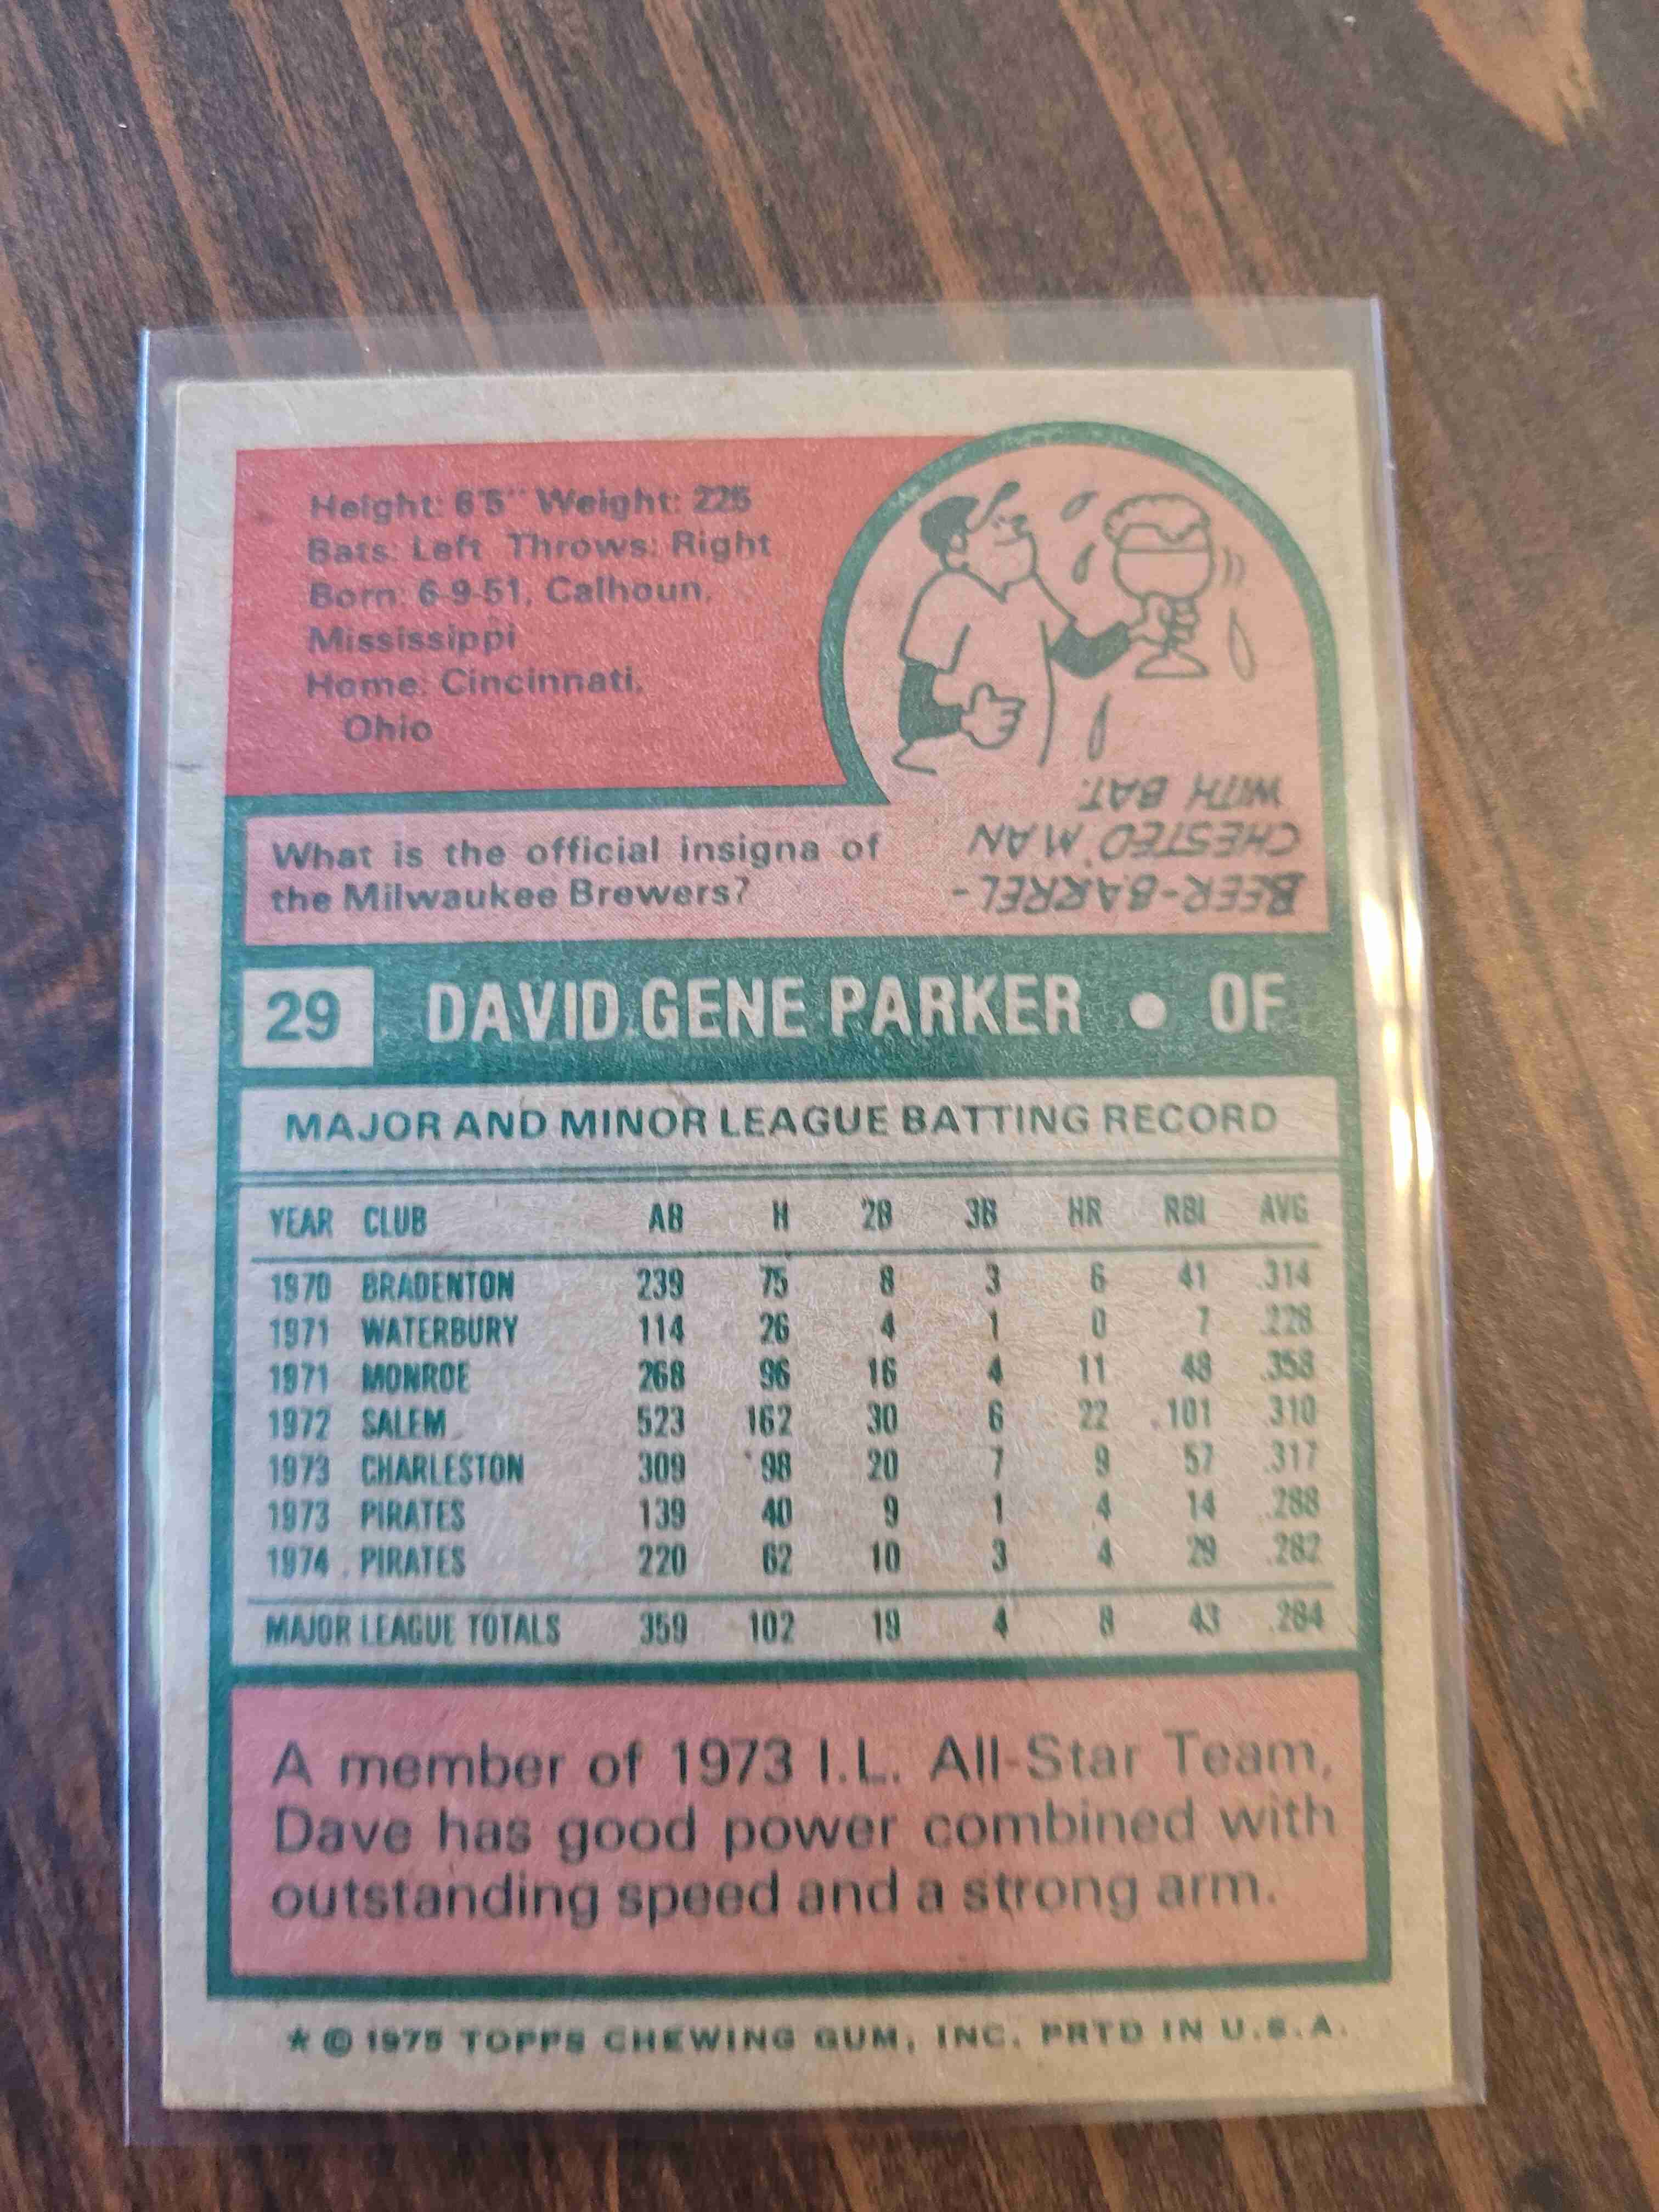 Height: 6'5" Weight: 225
Bats: Left Throws: Right
Born: 6-9-51, Calhoun,
Mississippi
Home: Cincinnati,
Ohio
What is the official insigna of
the Milwaukee Brewers?
BEER-BARREL-
CHESTED MAN
WITH BAT.
29 DAVID GENE PARKER • OF
MAJOR AND MINOR LEAGUE BATTING RECORD
YEAR CLUB AB H 2B 3B HR RBI AVG
1970 BRADENTON 239 75 8 3 6 41 .314
1971 WATERBURY 114 26 4 1 0 7 .228
1971 MONROE 268 96 16 4 11 48 .358
1972 SALEM 523 162 30 6 22 101 .310
1973 CHARLESTON 309 98 20 7 9 57 .317
1973 PIRATES 139 40 9 1 4 14 .288
1974 PIRATES 220 62 10 3 4 29 .282
MAJOR LEAGUE TOTALS 359 102 19 4 8 43 .284
A member of 1973 I.L. All-Star Team,
Dave has good power combined with
outstanding speed and a strong arm.
* © 1975 TOPPS CHEWING GUM, INC. PRTD IN U.S.A.